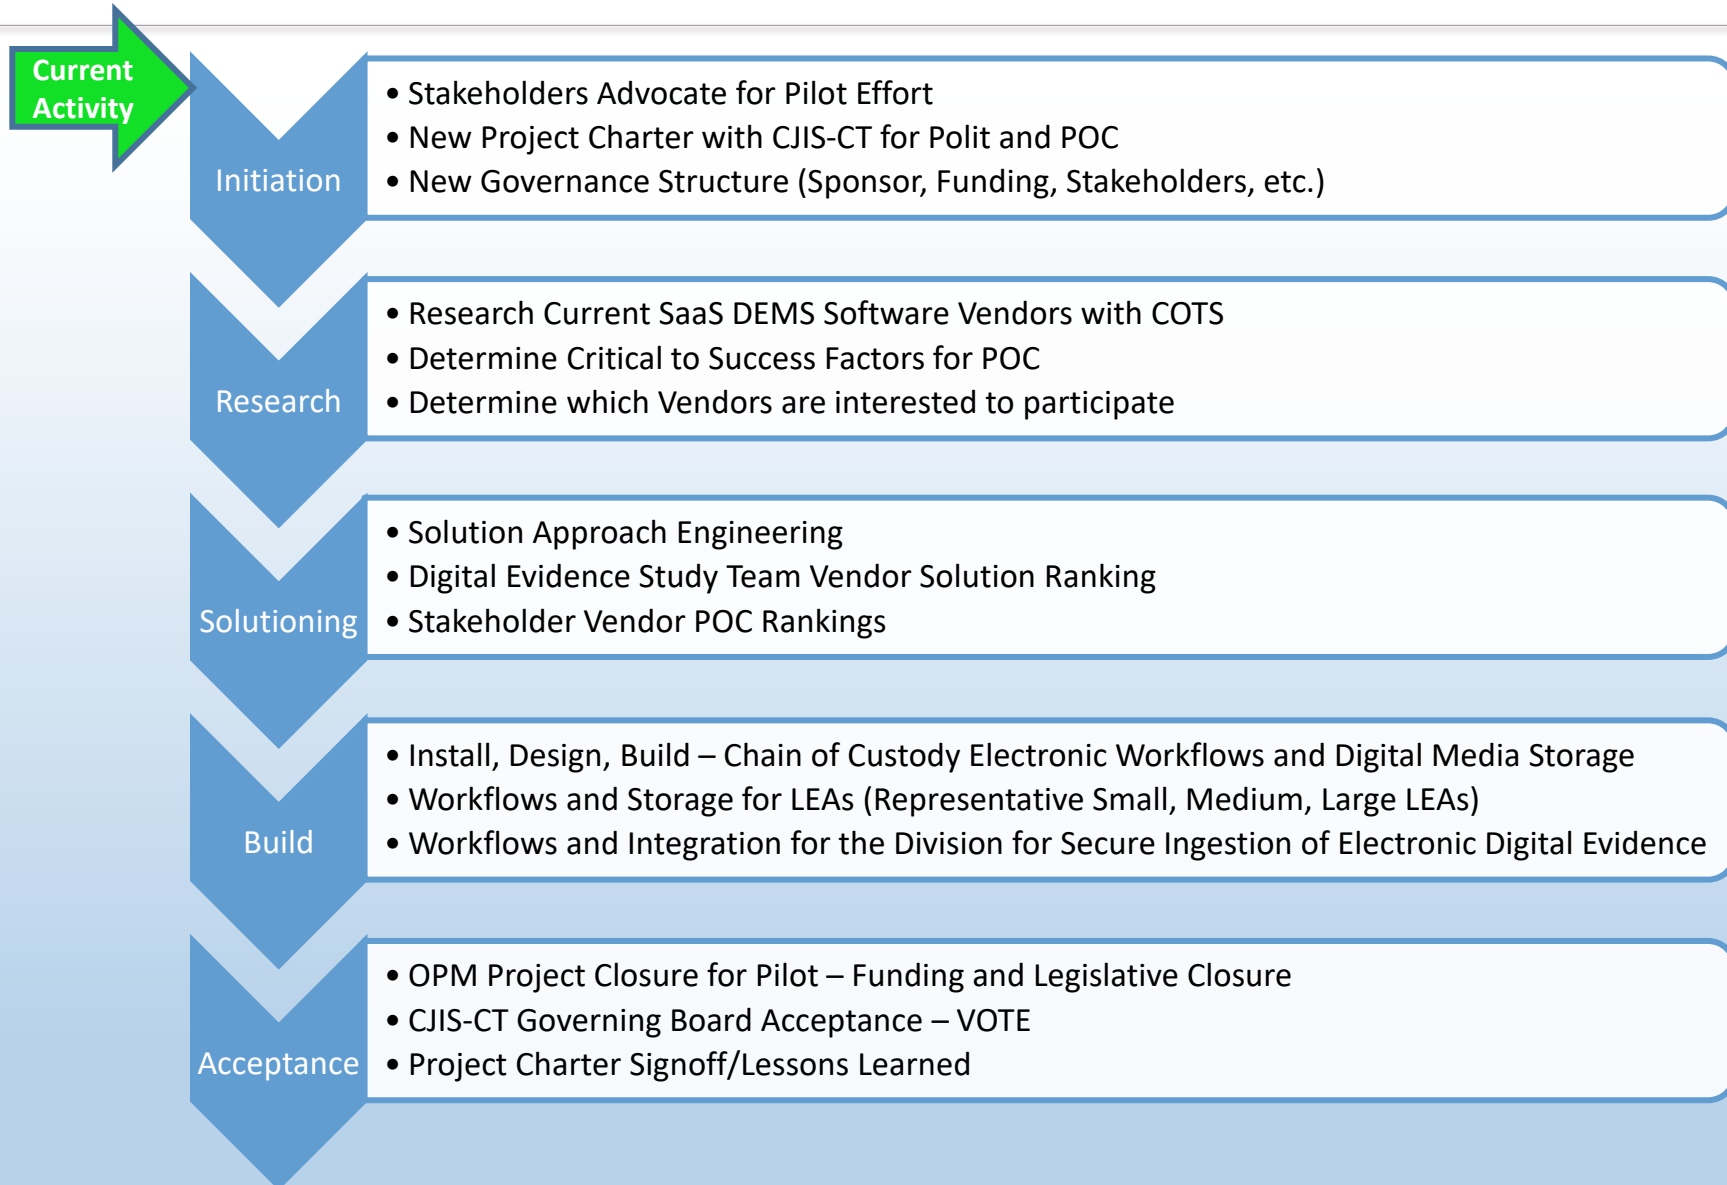 Current
Activity
Initiation
• Stakeholders Advocate for Pilot Effort
• New Project Charter with CJIS-CT for Polit and POC
• New Governance Structure (Sponsor, Funding, Stakeholders, etc.)
Research
• Research Current SaaS DEMS Software Vendors with COTS
• Determine Critical to Success Factors for POC
• Determine which Vendors are interested to participate
Solutioning
• Solution Approach Engineering
• Digital Evidence Study Team Vendor Solution Ranking
• Stakeholder Vendor POC Rankings
Build
• Install, Design, Build – Chain of Custody Electronic Workflows and Digital Media Storage
• Workflows and Storage for LEAs (Representative Small, Medium, Large LEAs)
• Workflows and Integration for the Division for Secure Ingestion of Electronic Digital Evidence
Acceptance
• OPM Project Closure for Pilot – Funding and Legislative Closure
• CJIS-CT Governing Board Acceptance – VOTE
• Project Charter Signoff/Lessons Learned